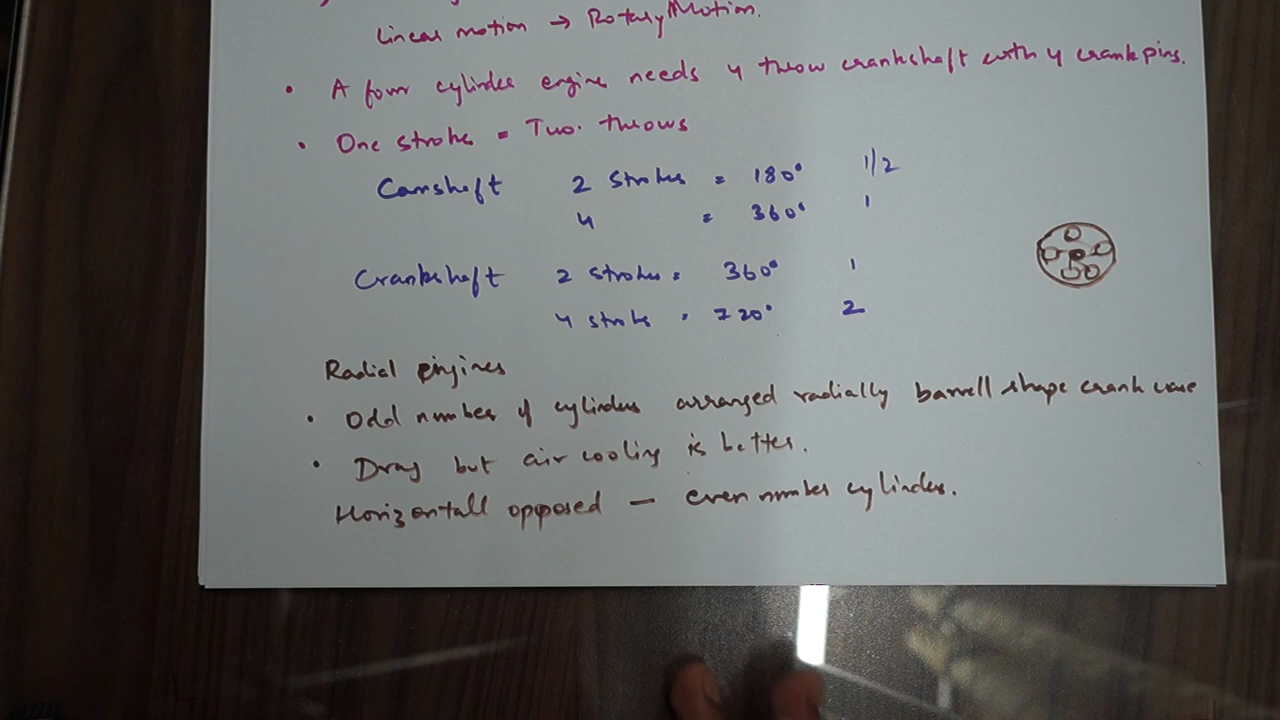 Linear motion → Rotary Motion.
• A four cylinder engine needs 4 throw crankshaft with 4 crankpins.
• One stroke = Two. throws
Camshaft 2 Strokes = 180° 1/2
4 = 360° 1
Crankshaft 2 strokes = 360° 1
4 stroke = 720° 2
Radial engines
• Odd number of cylinders arranged radially barrell shape crank case
• Drag but air cooling is better.
Horizontall opposed — even number cylinder.